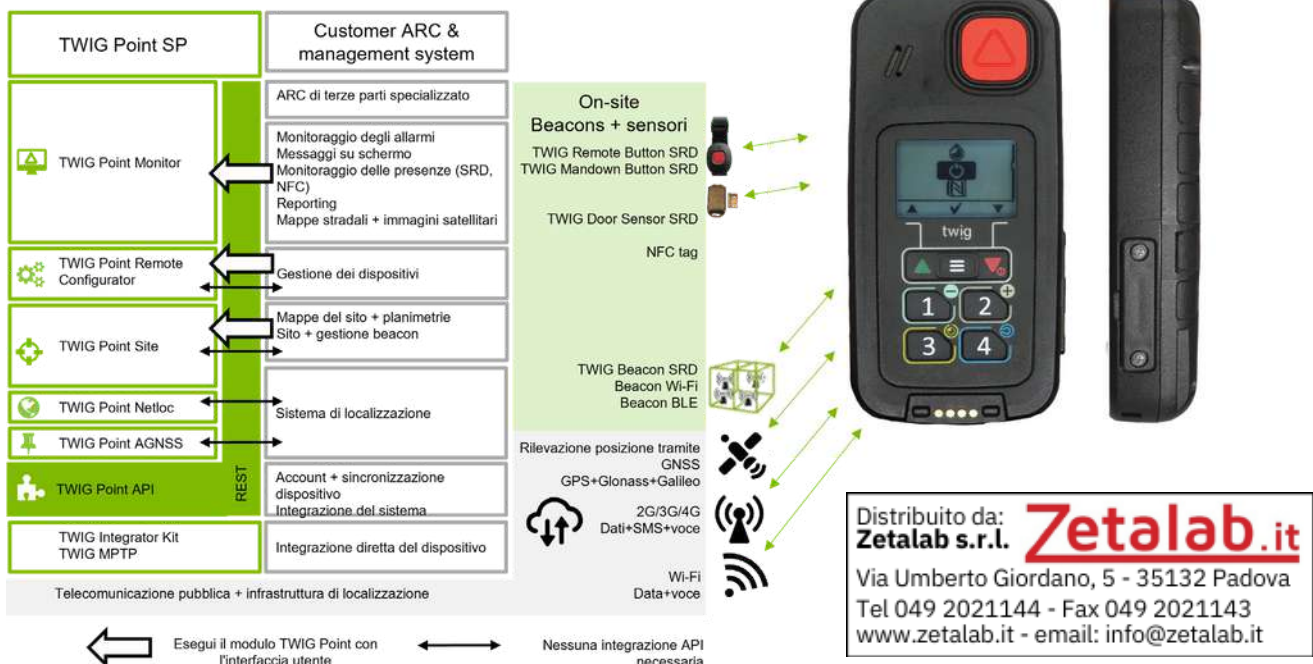 TWIG Point SP
Customer ARC &
management system
TWIG Point Monitor
ARC di terze parti specializzato
Monitoraggio degli allarmi
Messaggi su schermo
Monitoraggio delle presenze (SRD,
NFC)
Reporting
Mappe stradali + immagini satellitari
TWIG Point Remote
Configurator
Gestione dei dispositivi
TWIG Point Site
Mappe del sito + planimetrie
Sito + gestione beacon
TWIG Point Netloc
Sistema di localizzazione
TWIG Point AGNSS
TWIG Point API
REST
Account + sincronizzazione
dispositivo
Integrazione del sistema
TWIG Integrator Kit
TWIG MPTP
Integrazione diretta del dispositivo
Telecomunicazione pubblica + infrastruttura di localizzazione
Esegui il modulo TWIG Point con
l'interfaccia utente
Nessuna integrazione API
necessaria
On-site
Beacons + sensori
TWIG Remote Button SRD
TWIG Mandown Button SRD
TWIG Door Sensor SRD
NFC tag
TWIG Beacon SRD
Beacon Wi-Fi
Beacon BLE
Rilevazione posizione tramite
GNSS
GPS+Glonass+Galileo
2G/3G/4G
Dati+SMS+voce
Wi-Fi
Data+voce
twig
1 2
3 4
Distribuito da:
Zetalab s.r.l.
Zetalab.it
Via Umberto Giordano, 5 - 35132 Padova
Tel 049 2021144 - Fax 049 2021143
www.zetalab.it - email: info@zetalab.it